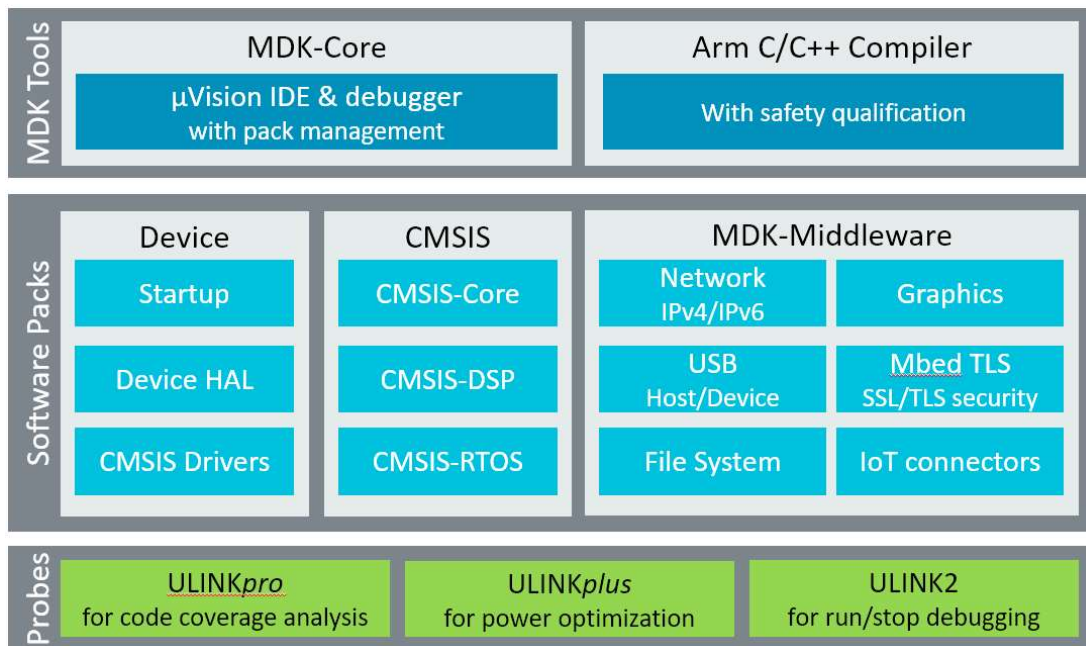 MDK Tools
MDK-Core
µVision IDE & debugger
with pack management
Arm C/C++ Compiler
With safety qualification
Software Packs
Device
Startup
Device HAL
CMSIS Drivers
CMSIS
CMSIS-Core
CMSIS-DSP
CMSIS-RTOS
MDK-Middleware
Network
IPv4/IPv6
Graphics
USB
Host/Device
Mbed TLS
SSL/TLS security
File System
IoT connectors
Probes
ULINKpro
for code coverage analysis
ULINKplus
for power optimization
ULINK2
for run/stop debugging